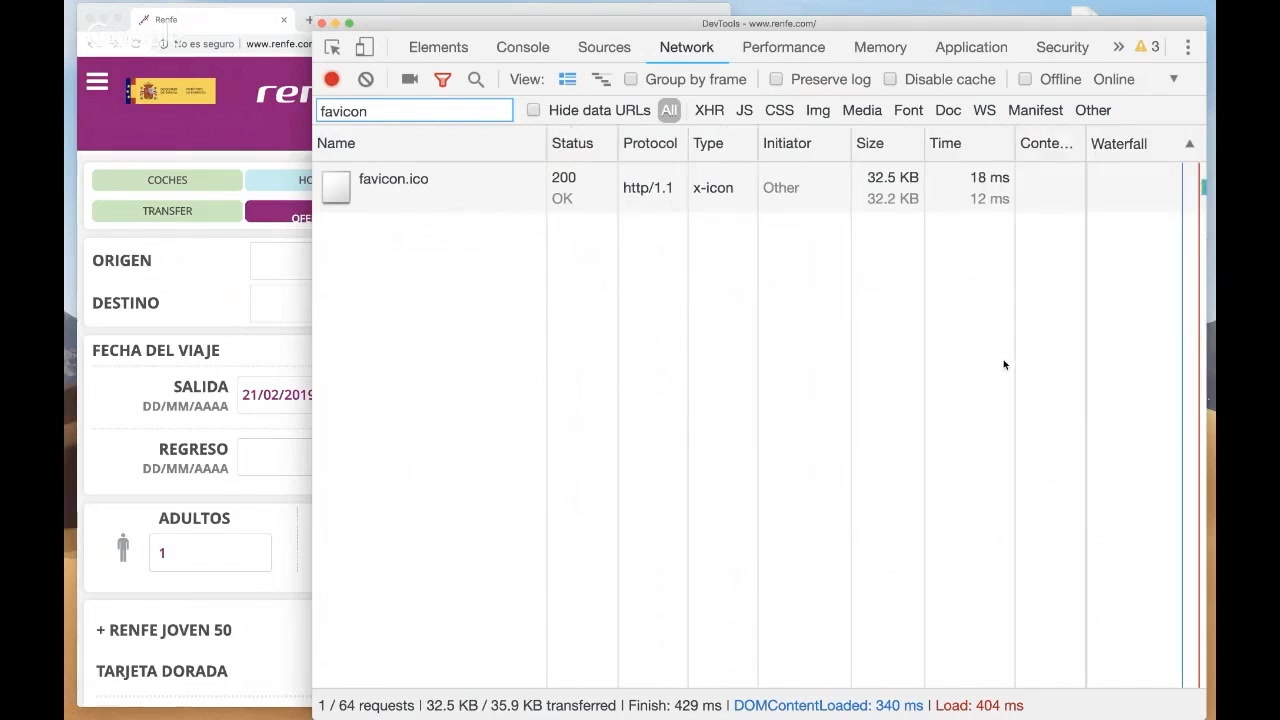 Renfe
No es seguro
www.renfe.com
DevTools - www.renfe.com/
Elements Console Sources Network Performance Memory Application Security » 3
View: Group by frame Preserve log Disable cache Offline Online
favicon Hide data URLs All XHR JS CSS Img Media Font Doc WS Manifest Other
Name Status Protocol Type Initiator Size Time Conte... Waterfall
favicon.ico 200 http/1.1 x-icon Other 32.5 KB 18 ms
OK 32.2 KB 12 ms
ren
COCHES HO
TRANSFER OFE
ORIGEN
DESTINO
FECHA DEL VIAJE
SALIDA
DD/MM/AAAA
21/02/2019
REGRESO
DD/MM/AAAA
ADULTOS
1
+ RENFE JOVEN 50
TARJETA DORADA
1 / 64 requests | 32.5 KB / 35.9 KB transferred | Finish: 429 ms | DOMContentLoaded: 340 ms | Load: 404 ms